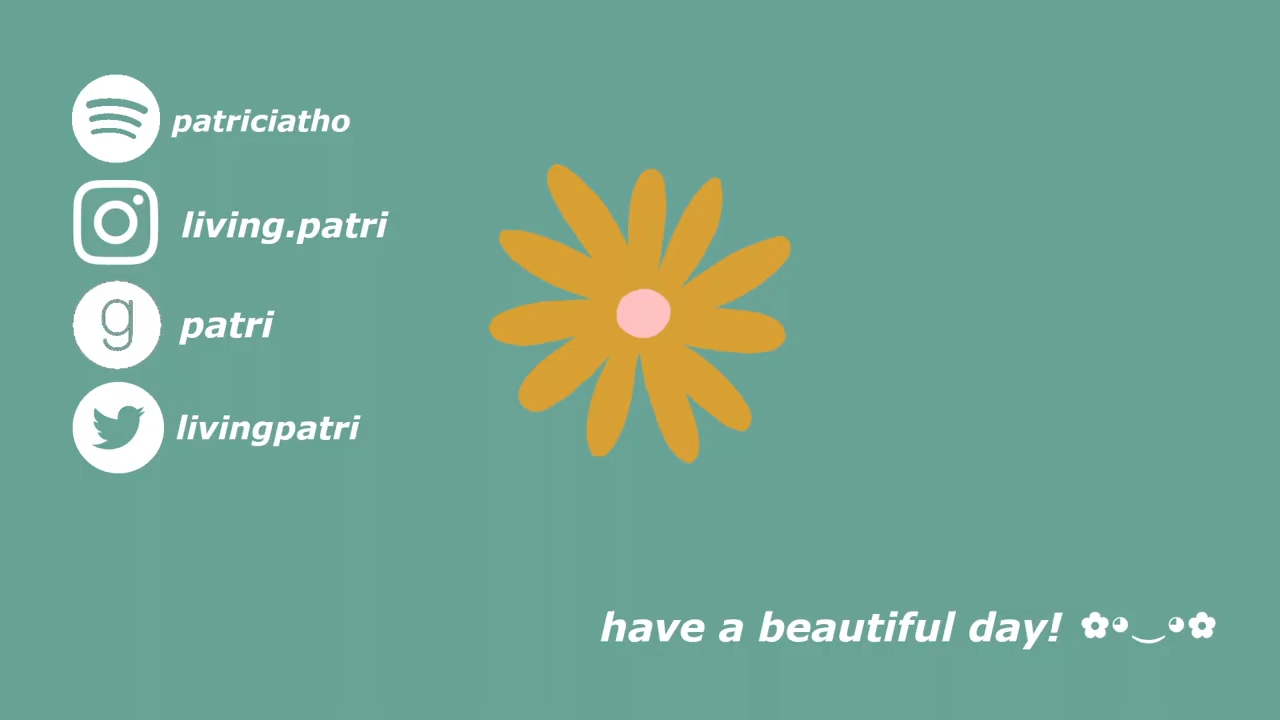 patriciatho
living.patri
g
patri
livingpatri
have a beautiful day! ✿◕‿◕✿